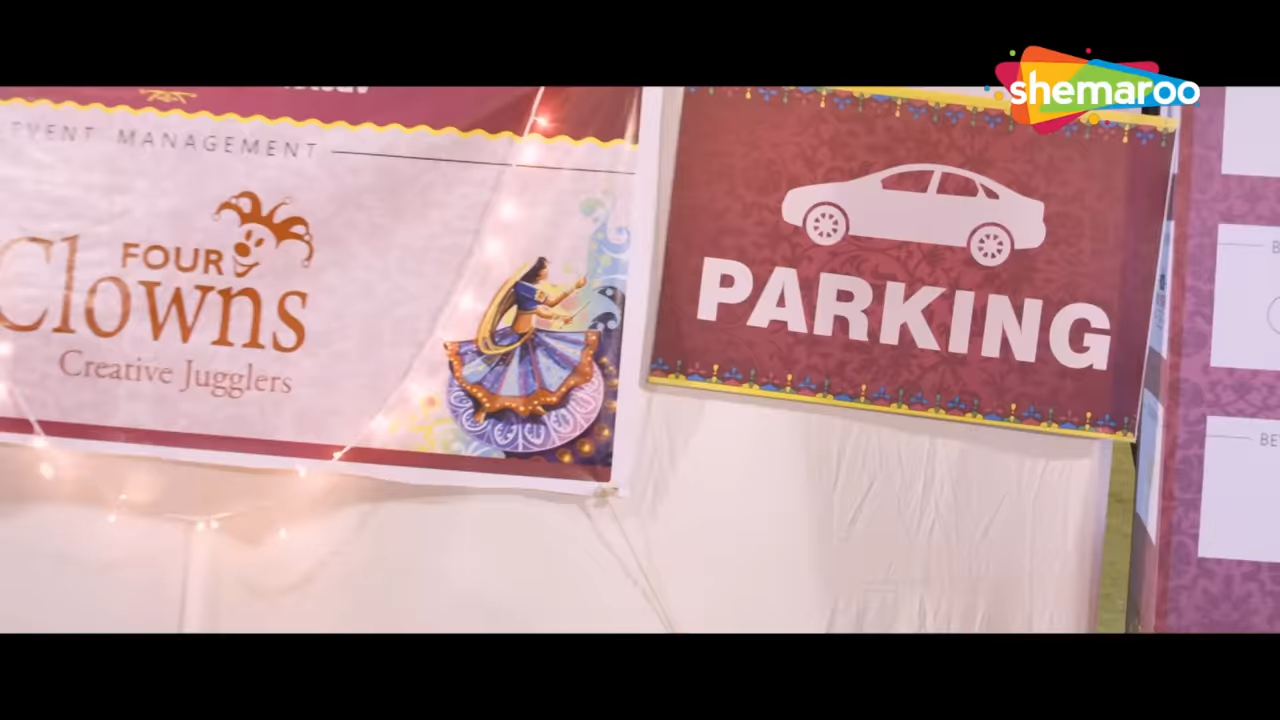 shemaroo
EVENT MANAGEMENT
FOUR
Clowns
Creative Jugglers
PARKING